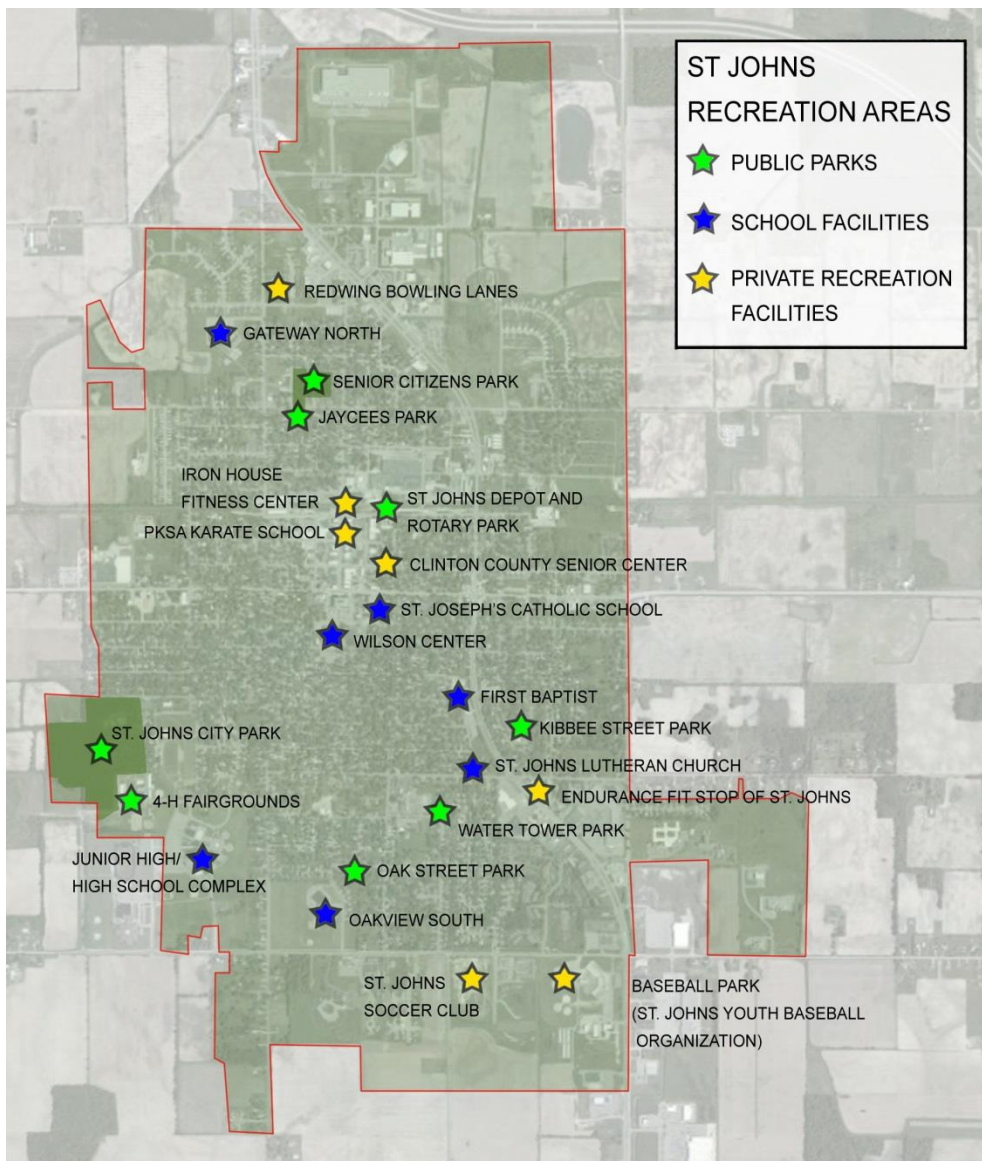 ST JOHNS
RECREATION AREAS
PUBLIC PARKS
SCHOOL FACILITIES
PRIVATE RECREATION
FACILITIES
REDWING BOWLING LANES
GATEWAY NORTH
SENIOR CITIZENS PARK
JAYCEES PARK
IRON HOUSE
FITNESS CENTER
ST JOHNS DEPOT AND
ROTARY PARK
PKSA KARATE SCHOOL
CLINTON COUNTY SENIOR CENTER
ST. JOSEPH'S CATHOLIC SCHOOL
WILSON CENTER
FIRST BAPTIST
KIBBEE STREET PARK
ST. JOHNS CITY PARK
ST. JOHNS LUTHERAN CHURCH
ENDURANCE FIT STOP OF ST. JOHNS
4-H FAIRGROUNDS
WATER TOWER PARK
JUNIOR HIGH/
HIGH SCHOOL COMPLEX
OAK STREET PARK
OAKVIEW SOUTH
ST. JOHNS
SOCCER CLUB
BASEBALL PARK
(ST. JOHNS YOUTH BASEBALL
ORGANIZATION)